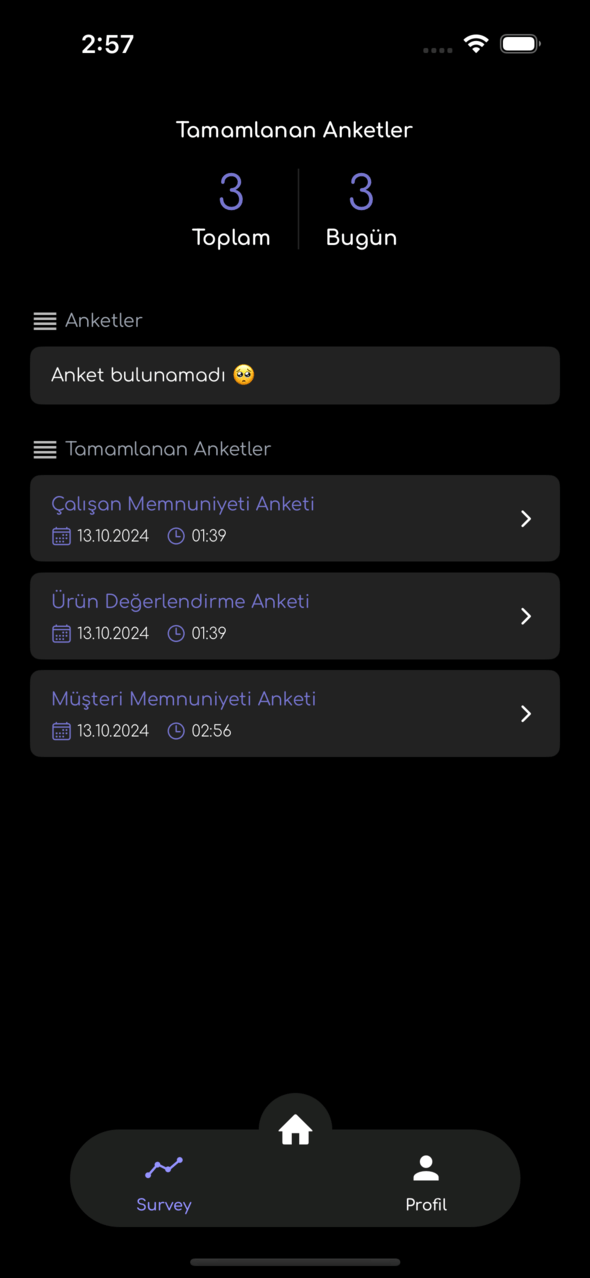 2:57
Tamamlanan Anketler
3 3
Toplam Bugün
Anketler
Anket bulunamadı 🥺
Tamamlanan Anketler
Çalışan Memnuniyeti Anketi
13.10.2024 01:39
Ürün Değerlendirme Anketi
13.10.2024 01:39
Müşteri Memnuniyeti Anketi
13.10.2024 02:56
Survey Profil